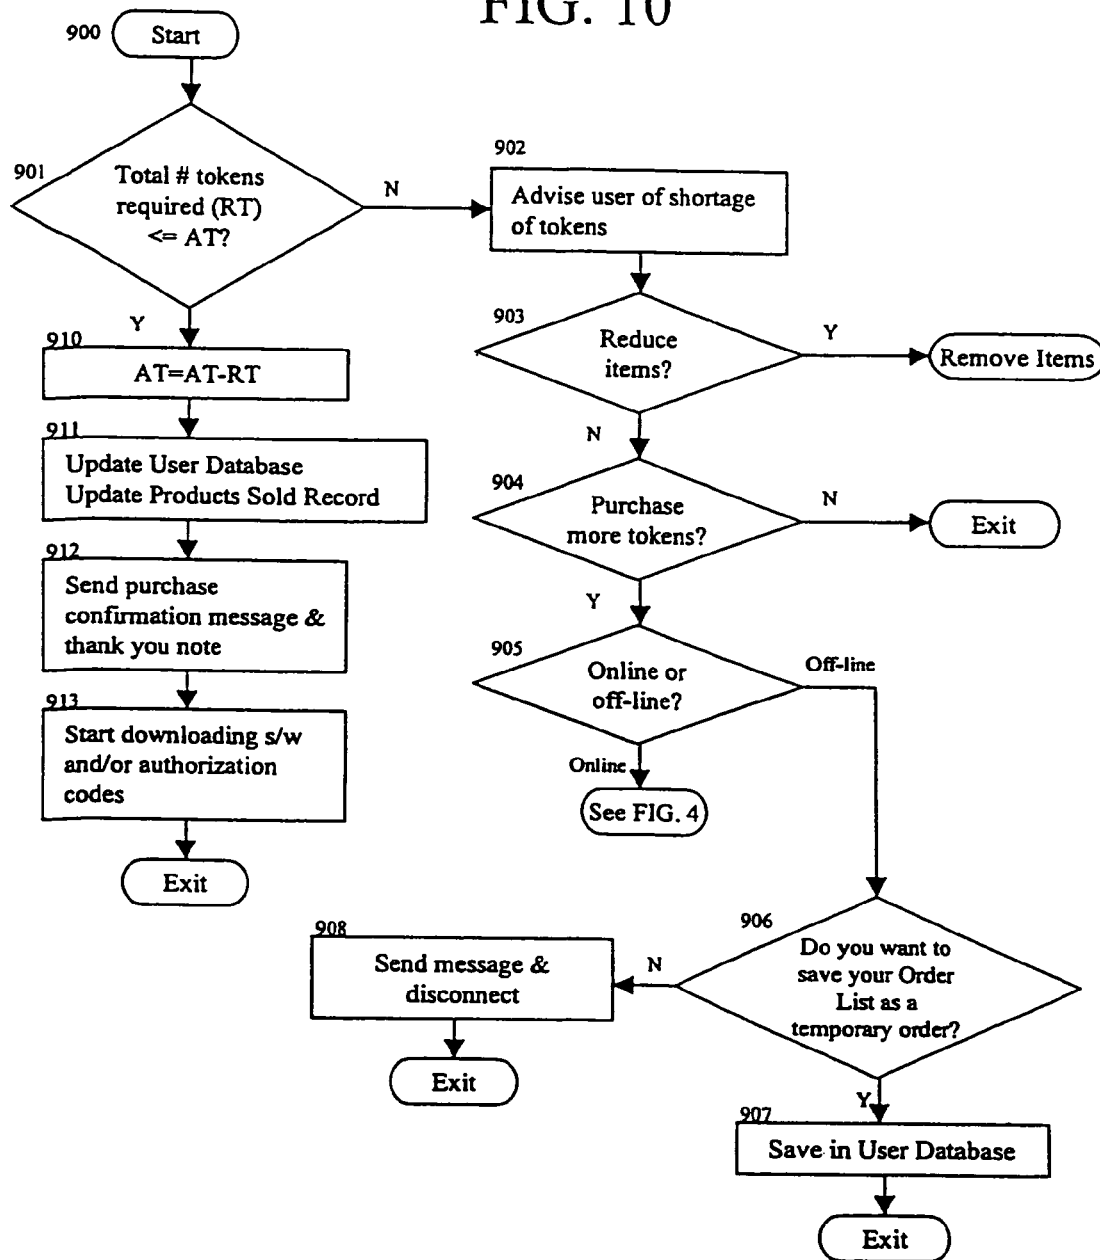 FIG. 10
900
Start
901
Total # tokens
required (RT)
<= AT?
N
902
Advise user of shortage
of tokens
Y
910
AT=AT-RT
911
Update User Database
Update Products Sold Record
912
Send purchase
confirmation message &
thank you note
913
Start downloading s/w
and/or authorization
codes
Exit
903
Reduce
items?
Y
Remove Items
N
904
Purchase
more tokens?
N
Exit
Y
905
Online or
off-line?
Off-line
Online
See FIG. 4
906
Do you want to
save your Order
List as a
temporary order?
N
908
Send message &
disconnect
Exit
Y
907
Save in User Database
Exit